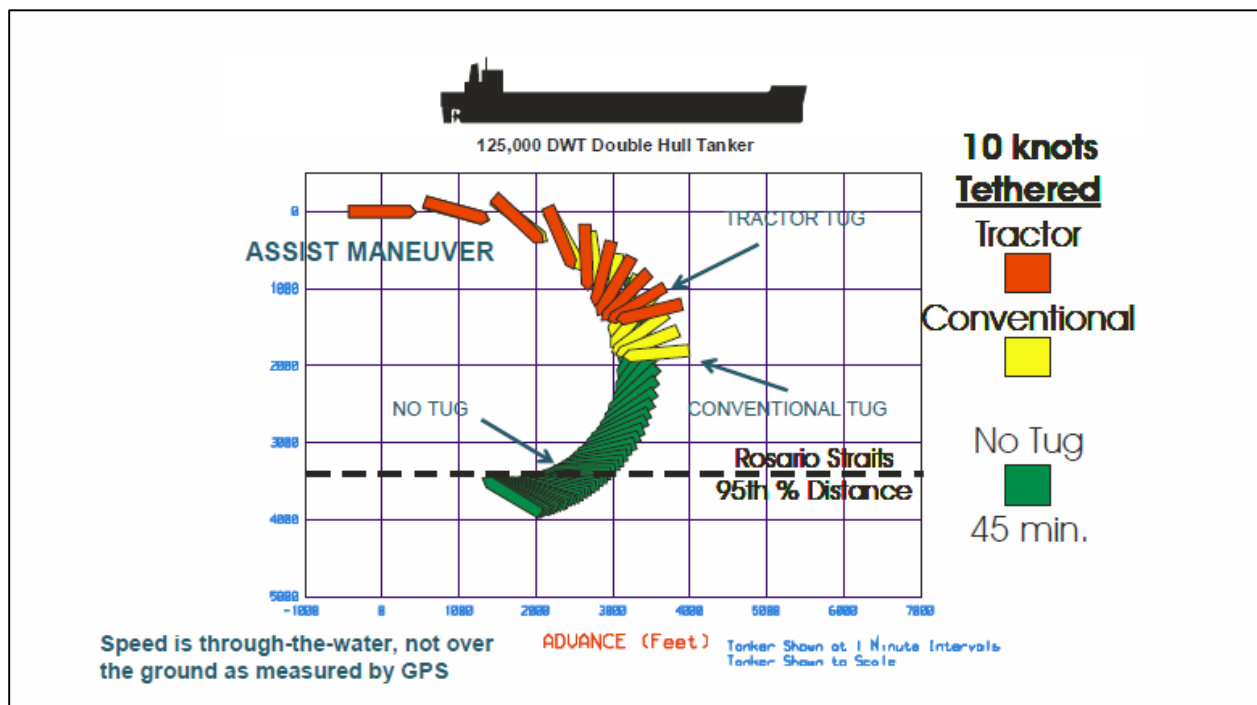 125,000 DWT Double Hull Tanker
10 knots
Tethered
Tractor
Conventional
No Tug
45 min.
0
1000
2000
3000
4000
5000
TRACTOR TUG
ASSIST MANEUVER
NO TUG
CONVENTIONAL TUG
Rosario Straits
95th % Distance
-1000
0
1000
2000
3000
4000
5000
6000
7000
ADVANCE (Feet)
Tanker Shown at 1 Minute Intervals
Tanker Shown to Scale
Speed is through-the-water, not over
the ground as measured by GPS